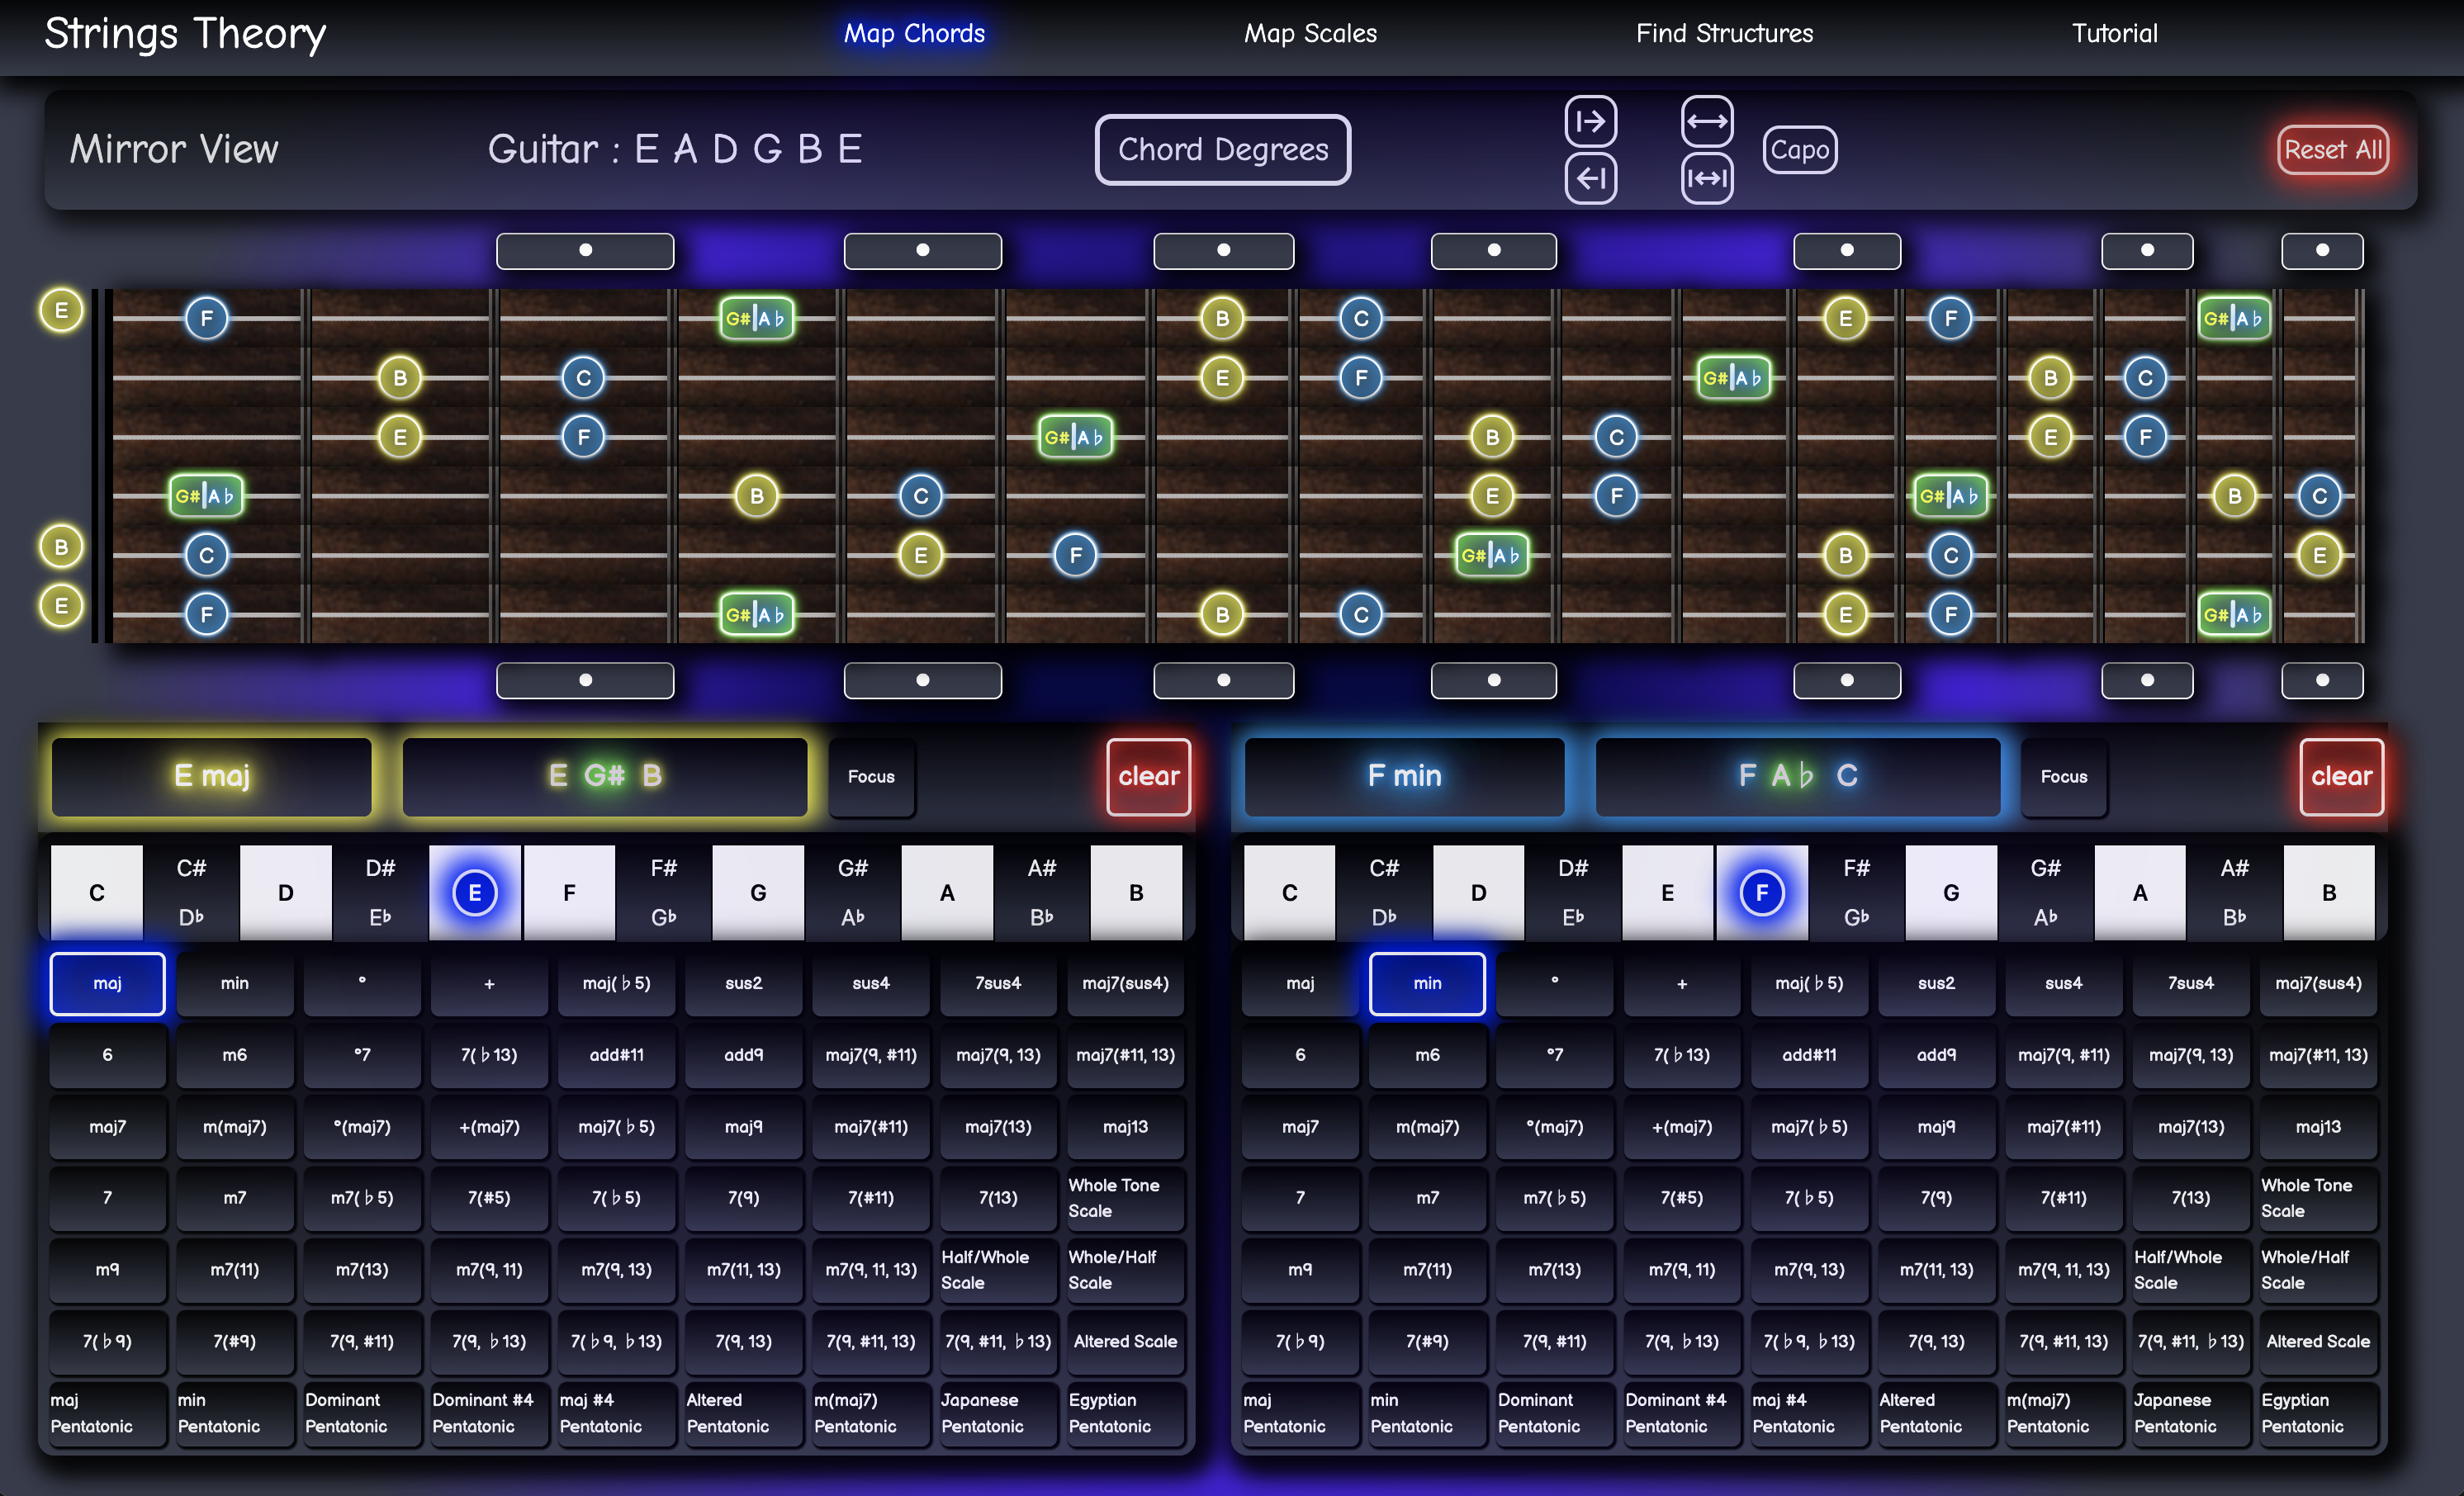 Strings Theory Map Chords Map Scales Find Structures Tutorial
Mirror View Guitar : E A D G B E Chord Degrees Capo Reset All
E F G#|A♭ B C E F G#|A♭
B C E F G#|A♭ B C
E F G#|A♭ B C E F
G#|A♭ B C E F G#|A♭ B C
B C E F G#|A♭ B C E
E F G#|A♭ B C E F G#|A♭
E maj E G# B Focus clear F min F A♭ C Focus clear
C# D# F# G# A# C# D# F# G# A#
C D E F G A B C D E F G A B
D♭ E♭ G♭ A♭ B♭ D♭ E♭ G♭ A♭ B♭
maj min ° + maj(♭5) sus2 sus4 7sus4 maj7(sus4) maj min ° + maj(♭5) sus2 sus4 7sus4 maj7(sus4)
6 m6 °7 7(♭13) add#11 add9 maj7(9, #11) maj7(9, 13) maj7(#11, 13) 6 m6 °7 7(♭13) add#11 add9 maj7(9, #11) maj7(9, 13) maj7(#11, 13)
maj7 m(maj7) °(maj7) +(maj7) maj7(♭5) maj9 maj7(#11) maj7(13) maj13 maj7 m(maj7) °(maj7) +(maj7) maj7(♭5) maj9 maj7(#11) maj7(13) maj13
7 m7 m7(♭5) 7(#5) 7(♭5) 7(9) 7(#11) 7(13) Whole Tone Scale 7 m7 m7(♭5) 7(#5) 7(♭5) 7(9) 7(#11) 7(13) Whole Tone Scale
m9 m7(11) m7(13) m7(9, 11) m7(9, 13) m7(11, 13) m7(9, 11, 13) Half/Whole Scale Whole/Half Scale m9 m7(11) m7(13) m7(9, 11) m7(9, 13) m7(11, 13) m7(9, 11, 13) Half/Whole Scale Whole/Half Scale
7(♭9) 7(#9) 7(9, #11) 7(9, ♭13) 7(♭9, ♭13) 7(9, 13) 7(9, #11, 13) 7(9, #11, ♭13) Altered Scale 7(♭9) 7(#9) 7(9, #11) 7(9, ♭13) 7(♭9, ♭13) 7(9, 13) 7(9, #11, 13) 7(9, #11, ♭13) Altered Scale
maj Pentatonic min Pentatonic Dominant Pentatonic Dominant #4 Pentatonic maj #4 Pentatonic Altered Pentatonic m(maj7) Pentatonic Japanese Pentatonic Egyptian Pentatonic maj Pentatonic min Pentatonic Dominant Pentatonic Dominant #4 Pentatonic maj #4 Pentatonic Altered Pentatonic m(maj7) Pentatonic Japanese Pentatonic Egyptian Pentatonic